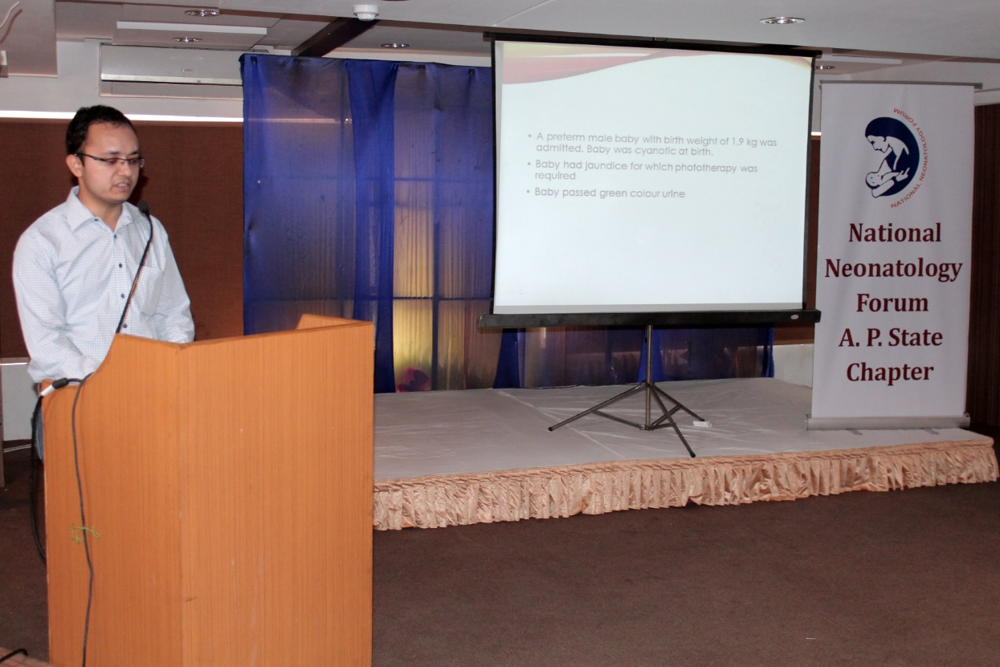 • A preterm male baby with birth weight of 1.9 kg was
admitted. Baby was cyanotic at birth.
• Baby had jaundice for which phototherapy was
required
• Baby passed green colour urine
NATIONAL NEONATOLOGY FORUM
National
Neonatology
Forum
A. P. State
Chapter